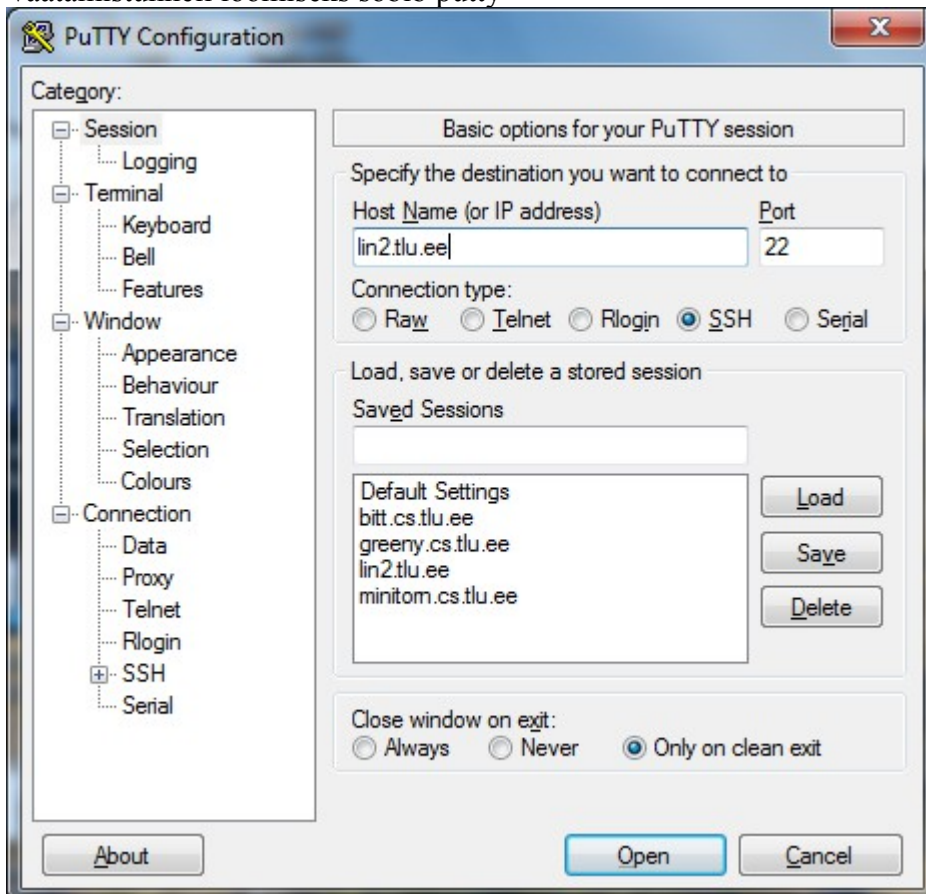 PuTTY Configuration
Category:
Session
Logging
Terminal
Keyboard
Bell
Features
Window
Appearance
Behaviour
Translation
Selection
Colours
Connection
Data
Proxy
Telnet
Rlogin
SSH
Serial
Basic options for your PuTTY session
Specify the destination you want to connect to
Host Name (or IP address) Port
lin2.tlu.ee 22
Connection type:
Raw Telnet Rlogin SSH Serial
Load, save or delete a stored session
Saved Sessions
Default Settings
bitt.cs.tlu.ee
greeny.cs.tlu.ee
lin2.tlu.ee
minitorn.cs.tlu.ee
Load
Save
Delete
Close window on exit:
Always Never Only on clean exit
About Open Cancel